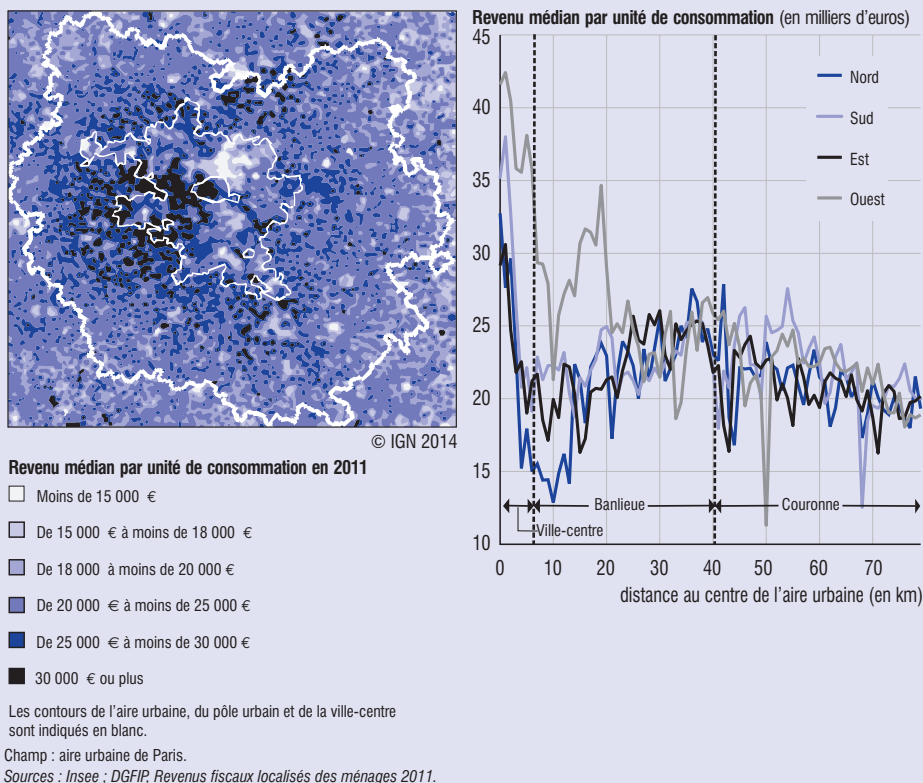 © IGN 2014
Revenu médian par unité de consommation en 2011
Moins de 15 000 €
De 15 000 € à moins de 18 000 €
De 18 000 à moins de 20 000 €
De 20 000 € à moins de 25 000 €
De 25 000 € à moins de 30 000 €
30 000 € ou plus
Les contours de l'aire urbaine, du pôle urbain et de la ville-centre
sont indiqués en blanc.
Champ : aire urbaine de Paris.
Sources : Insee ; DGFIP, Revenus fiscaux localisés des ménages 2011.
Revenu médian par unité de consommation (en milliers d'euros)
45
40
35
30
25
20
15
10
Nord
Sud
Est
Ouest
Banlieue
Couronne
Ville-centre
0 10 20 30 40 50 60 70
distance au centre de l'aire urbaine (en km)